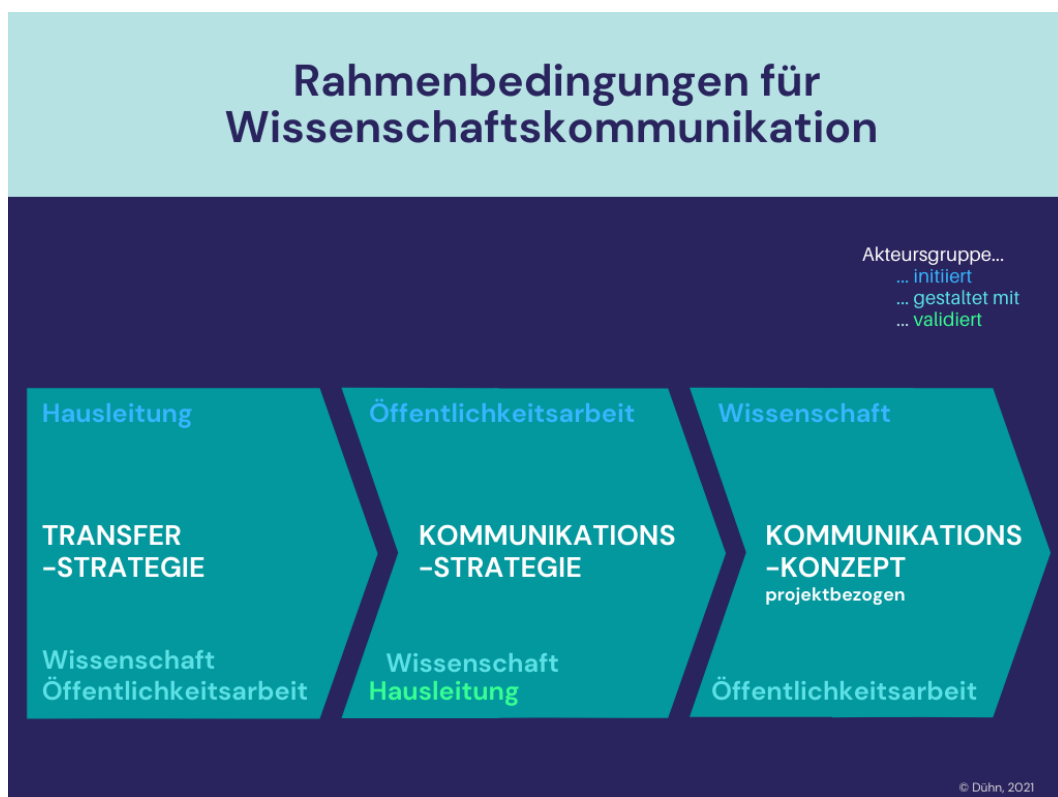 Rahmenbedingungen für
Wissenschaftskommunikation
Akteursgruppe...
... initiiert
... gestaltet mit
... validiert
Hausleitung
TRANSFER
-STRATEGIE
Wissenschaft
Öffentlichkeitsarbeit
Öffentlichkeitsarbeit
KOMMUNIKATIONS
-STRATEGIE
Wissenschaft
Hausleitung
Wissenschaft
KOMMUNIKATIONS
-KONZEPT
projektbezogen
Öffentlichkeitsarbeit
© Dühn, 2021